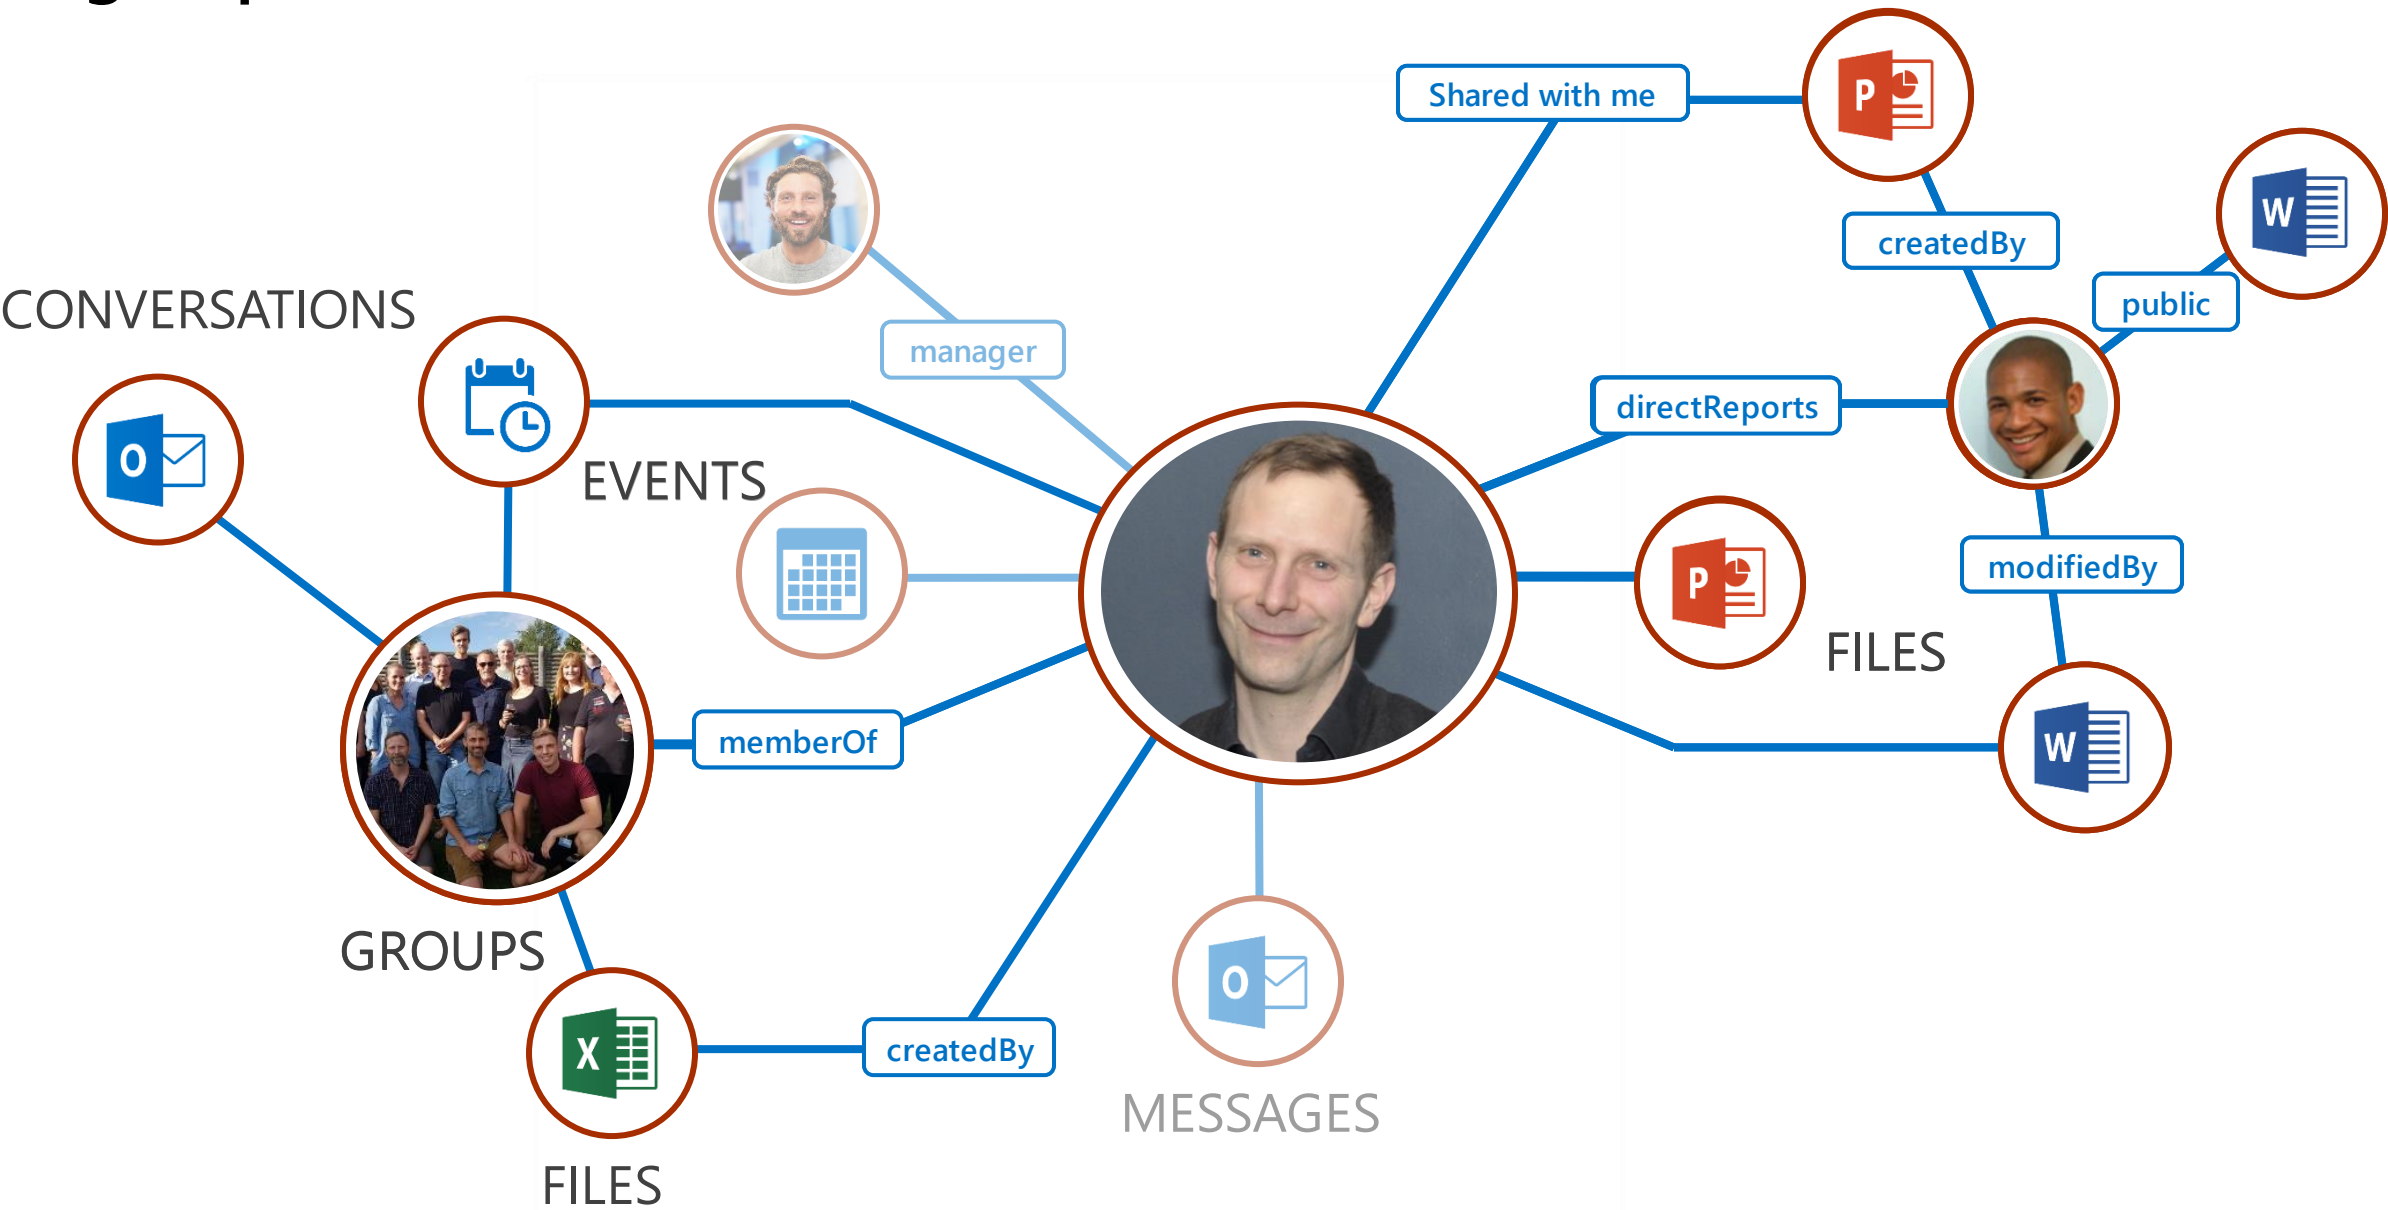 Shared with me
P
createdBy
W
public
CONVERSATIONS
manager
directReports
O
EVENTS
P
modifiedBy
FILES
memberOf
W
GROUPS
O
X
createdBy
MESSAGES
FILES